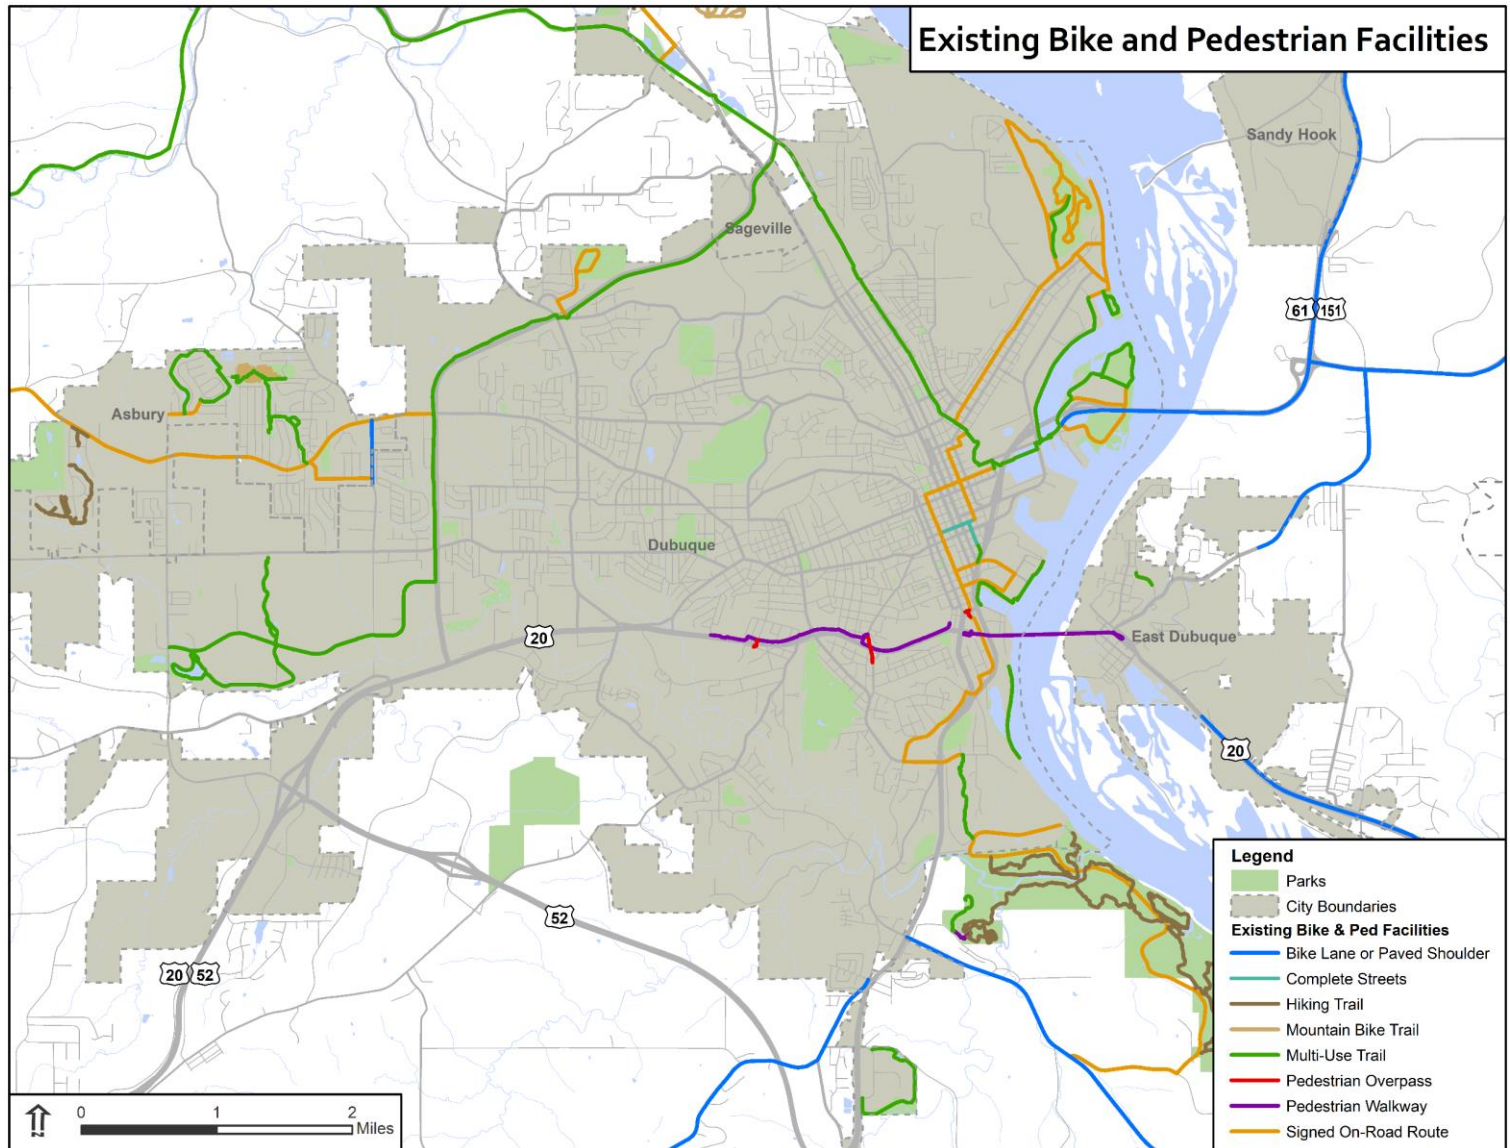 Existing Bike and Pedestrian Facilities
Sandy Hook
Sageville
61 151
Asbury
Dubuque
20
East Dubuque
20
52
20 52
Legend
Parks
City Boundaries
Existing Bike & Ped Facilities
Bike Lane or Paved Shoulder
Complete Streets
Hiking Trail
Mountain Bike Trail
Multi-Use Trail
Pedestrian Overpass
Pedestrian Walkway
Signed On-Road Route
N
0 1 2
Miles